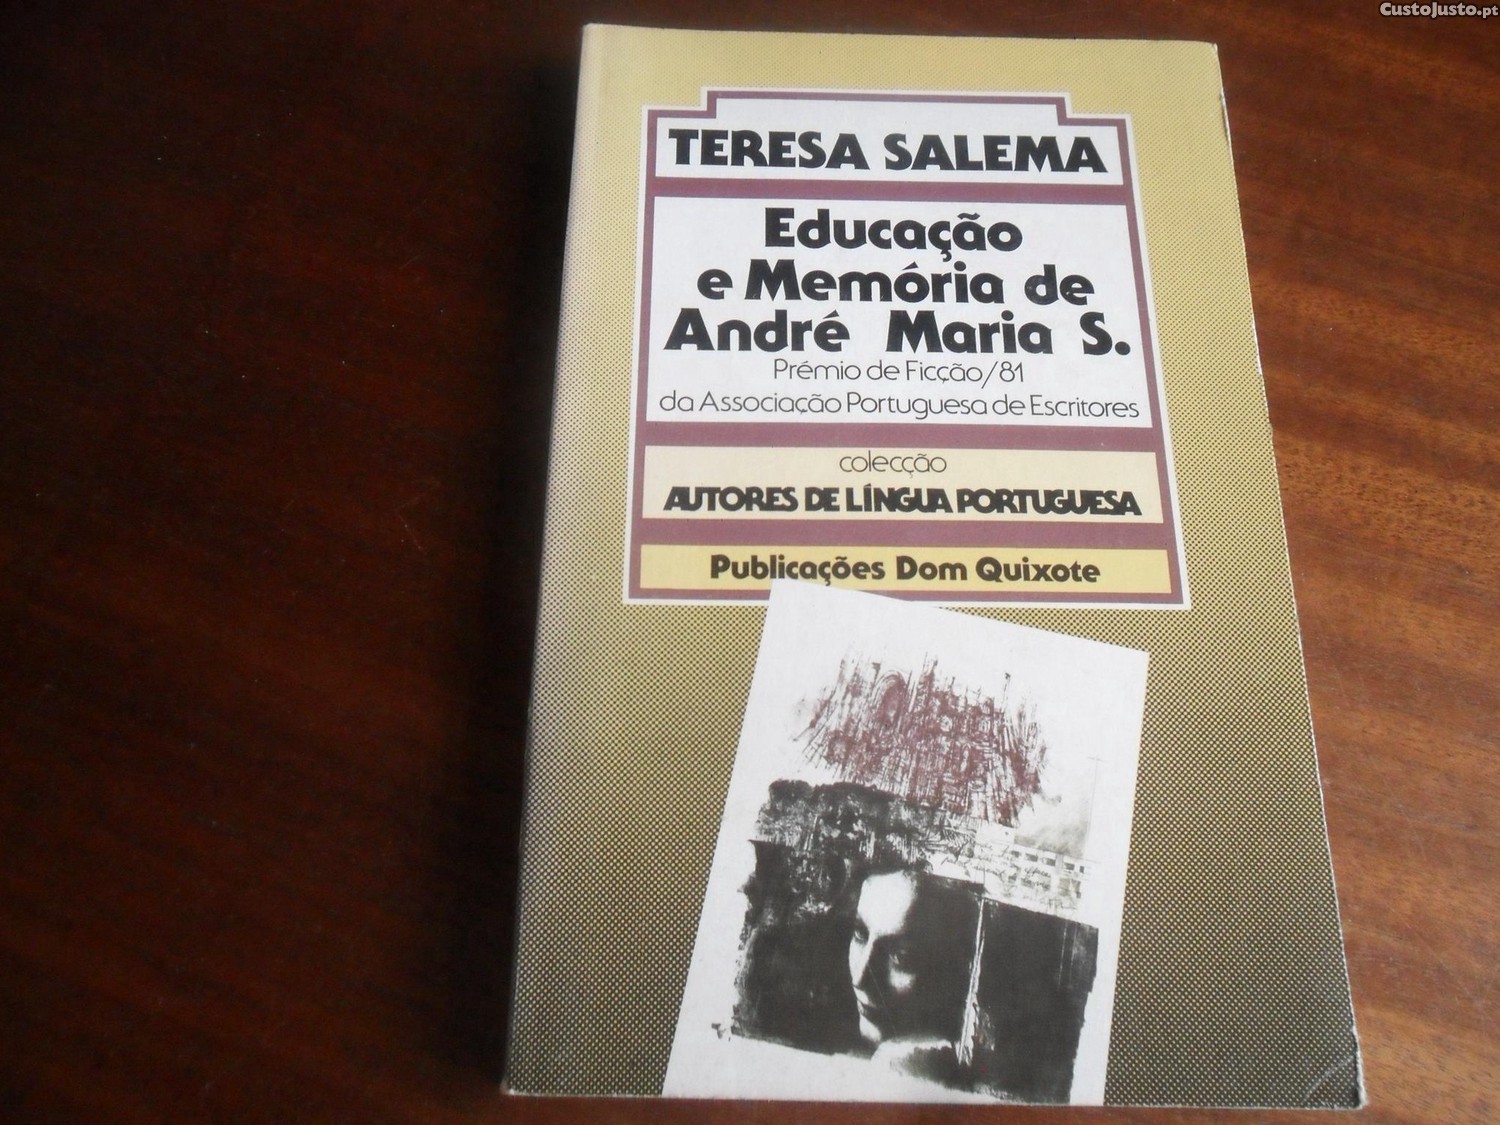 CustoJusto.pt
TERESA SALEMA
Educação
e Memória de
André Maria S.
Prémio de Ficção/81
da Associação Portuguesa de Escritores
colecção
AUTORES DE LÍNGUA PORTUGUESA
Publicações Dom Quixote